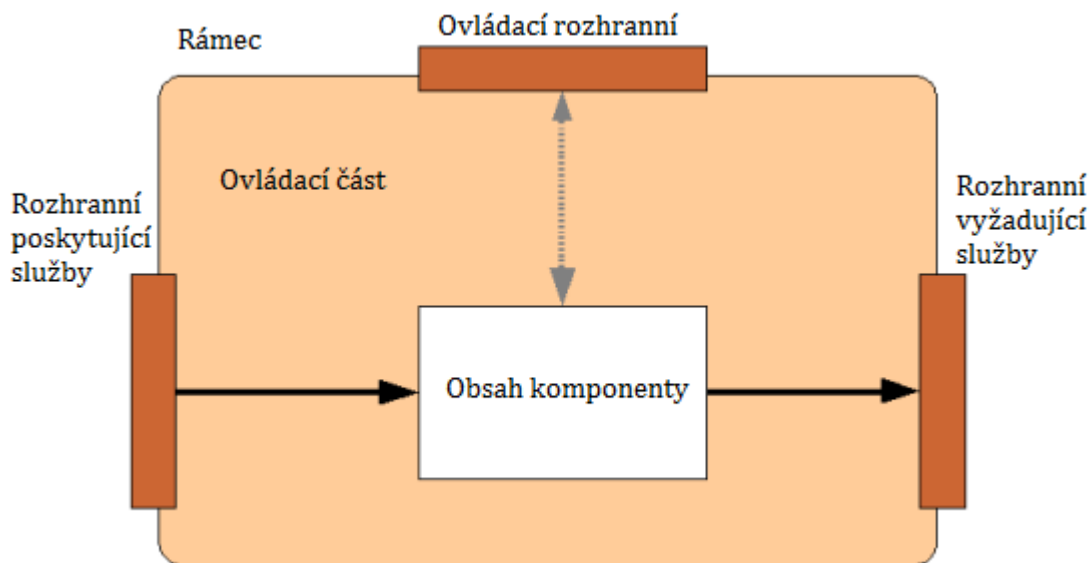 Rámec
Ovládací rozhranní
Ovládací část
Rozhranní
poskytující
služby
Rozhranní
vyžadující
služby
Obsah komponenty